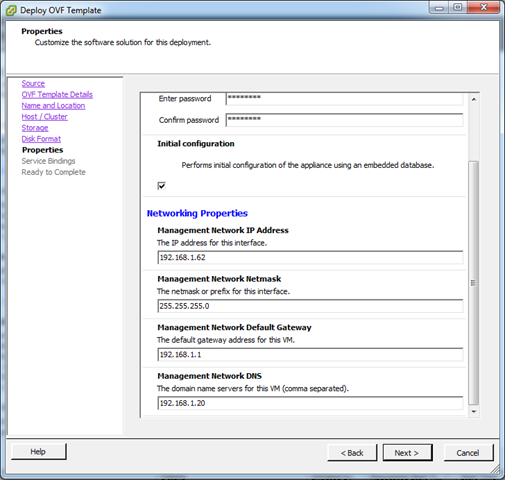 Deploy OVF Template
Properties
Customize the software solution for this deployment.
Source
OVF Template Details
Name and Location
Host / Cluster
Storage
Disk Format
Properties
Service Bindings
Ready to Complete
Enter password ********
Confirm password ********
Initial configuration
Performs initial configuration of the appliance using an embedded database.
Networking Properties
Management Network IP Address
The IP address for this interface.
192.168.1.62
Management Network Netmask
The netmask or prefix for this interface.
255.255.255.0
Management Network Default Gateway
The default gateway address for this VM.
192.168.1.1
Management Network DNS
The domain name servers for this VM (comma separated).
192.168.1.20
Help
< Back
Next >
Cancel